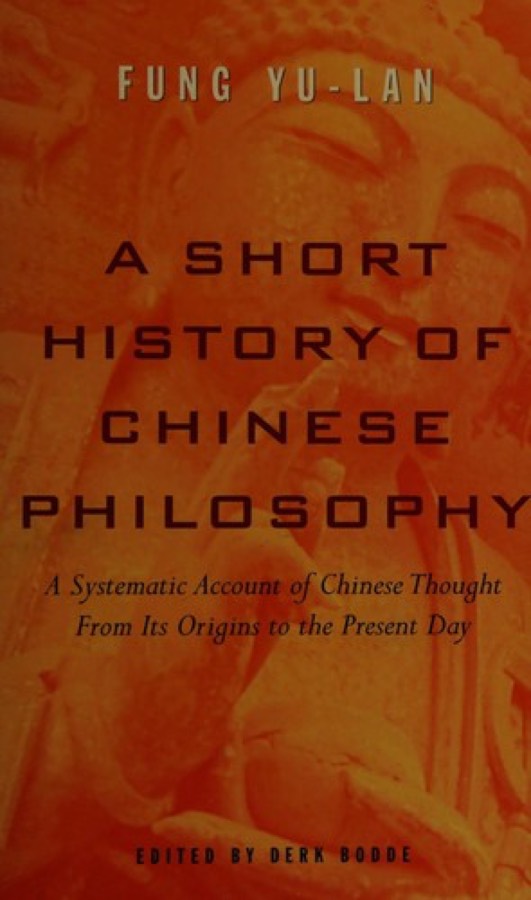 FUNG YU-LAN
A SHORT
HISTORY OF
CHINESE
PHILOSOPHY
A Systematic Account of Chinese Thought
From Its Origins to the Present Day
EDITED BY DERK BODDE